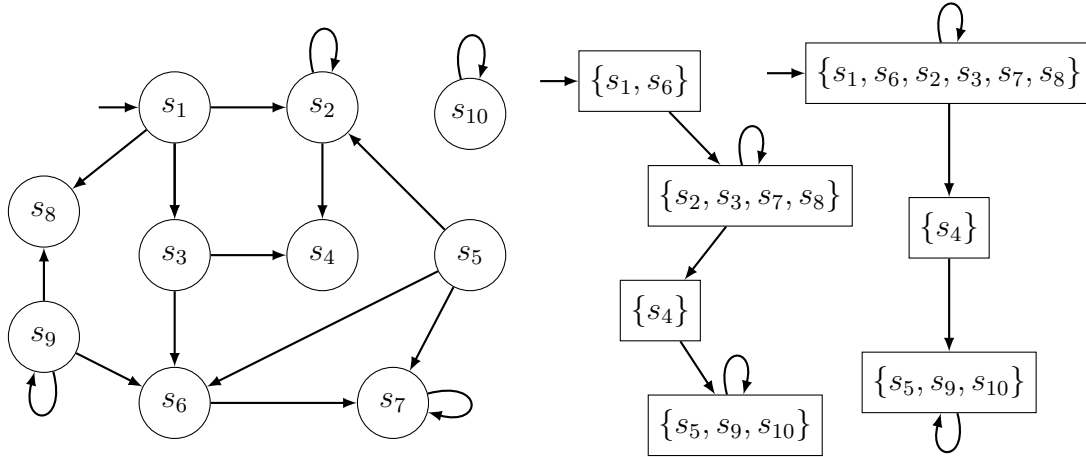 s₁
s₂
s₁₀
s₈
s₃
s₄
s₅
s₉
s₆
s₇
{s₁, s₆}
{s₂, s₃, s₇, s₈}
{s₄}
{s₅, s₉, s₁₀}
{s₁, s₆, s₂, s₃, s₇, s₈}
{s₄}
{s₅, s₉, s₁₀}